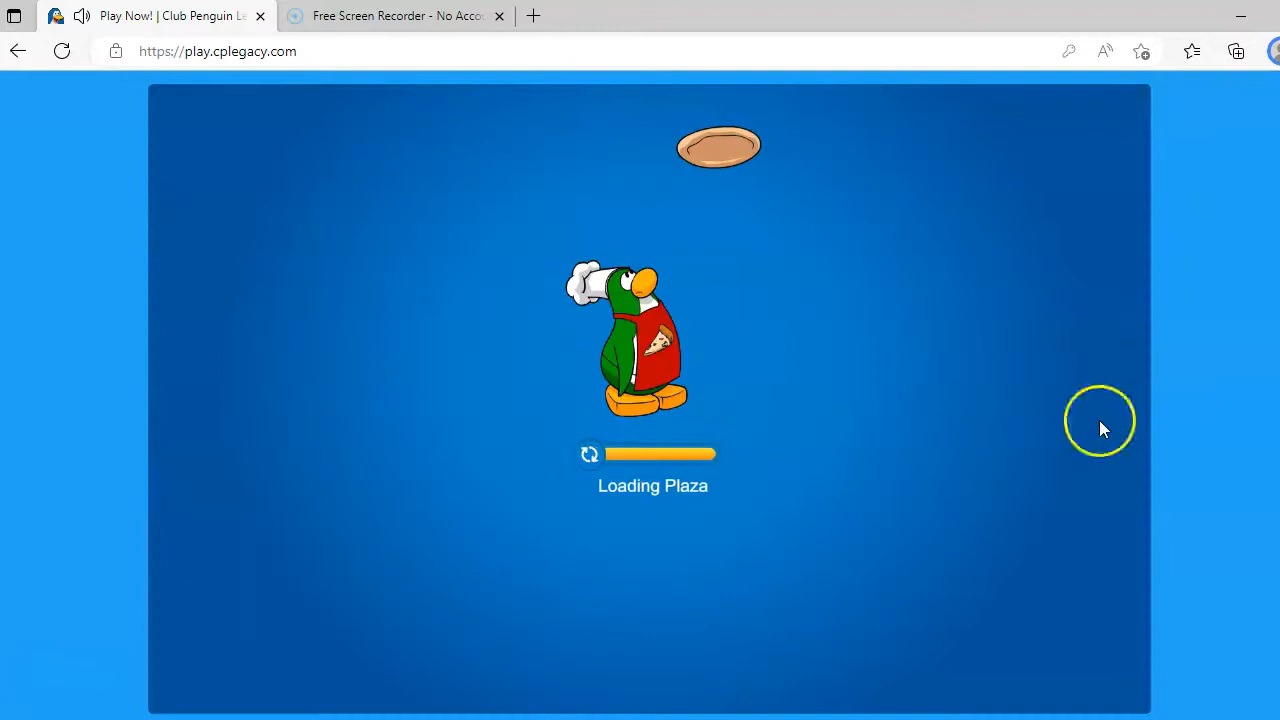 Play Now! | Club Penguin Le
Free Screen Recorder - No Acco
https://play.cplegacy.com
Loading Plaza